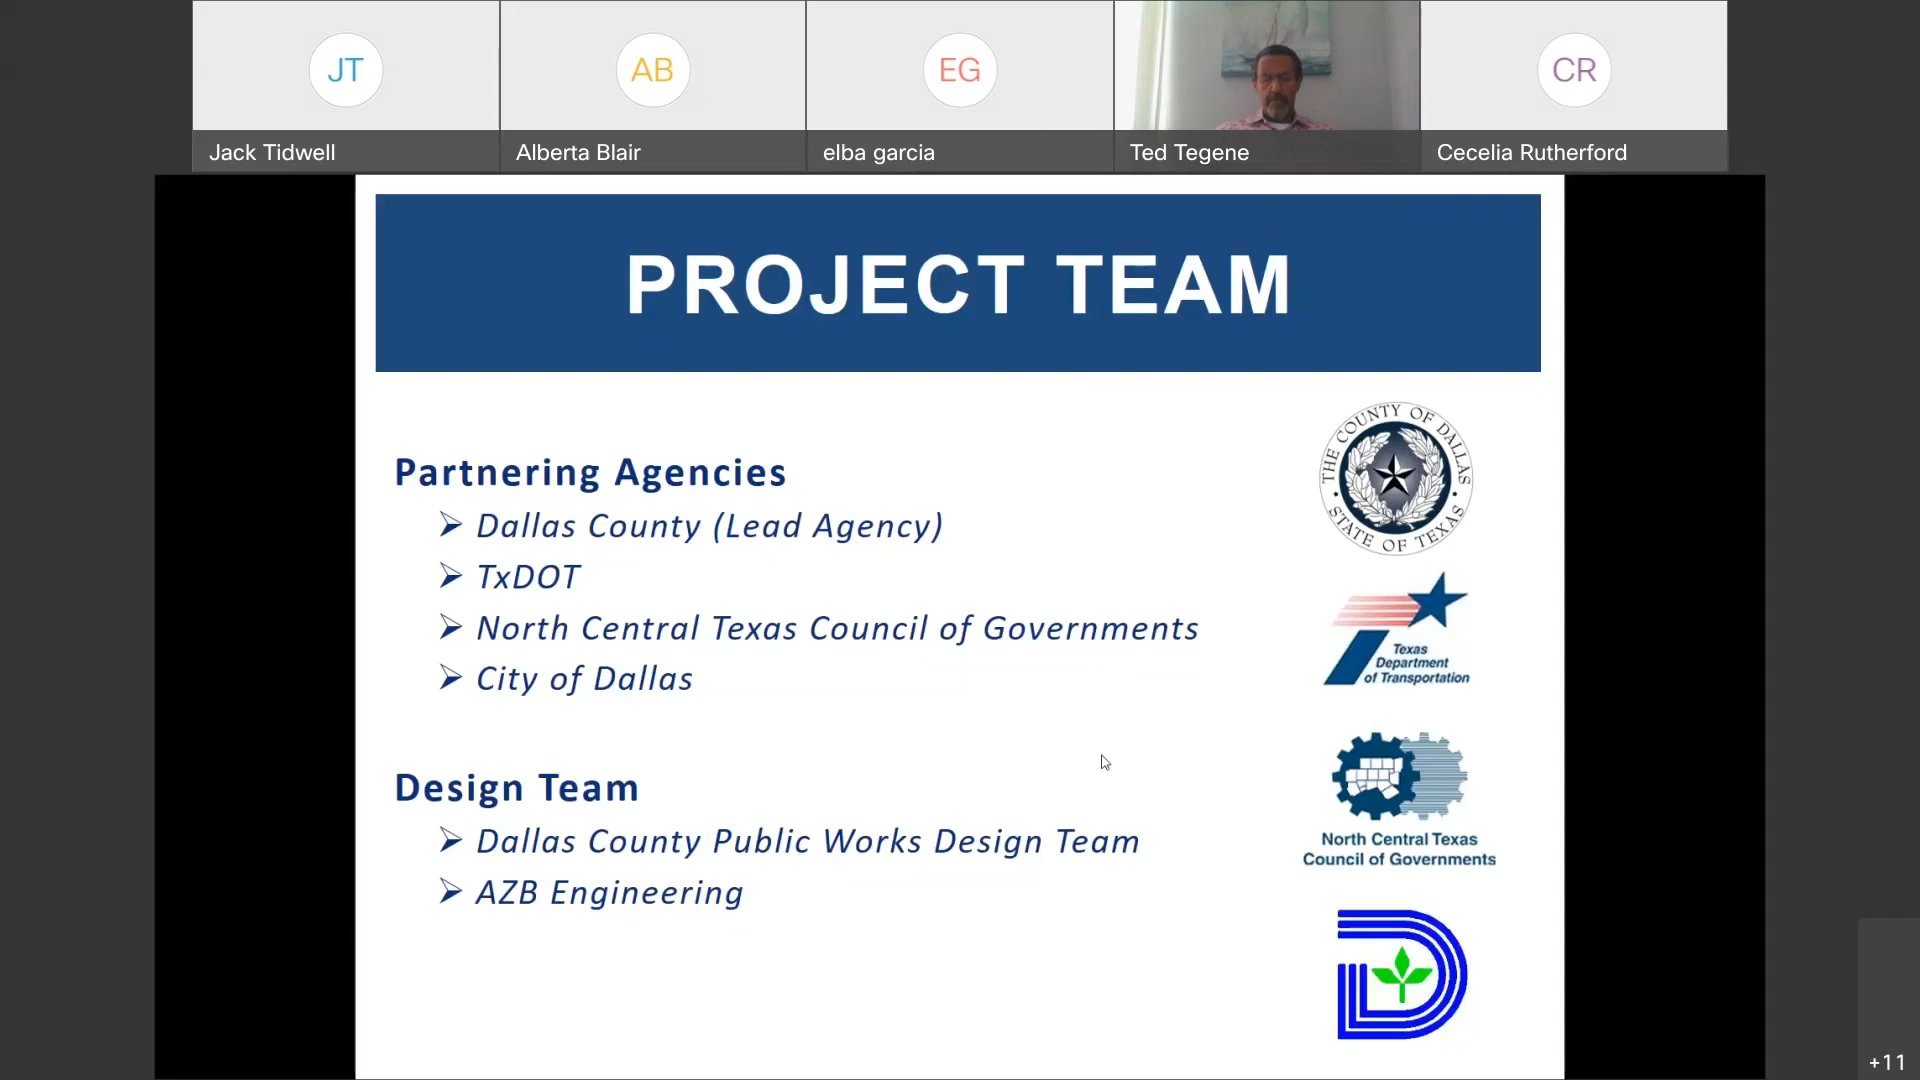 JT
AB
EG
CR
Jack Tidwell
Alberta Blair
elba garcia
Ted Tegene
Cecelia Rutherford
PROJECT TEAM
Partnering Agencies
Dallas County (Lead Agency)
TxDOT
North Central Texas Council of Governments
City of Dallas
Design Team
Dallas County Public Works Design Team
AZB Engineering
THE COUNTY OF DALLAS
STATE OF TEXAS
Texas
Department
of Transportation
North Central Texas
Council of Governments
+11